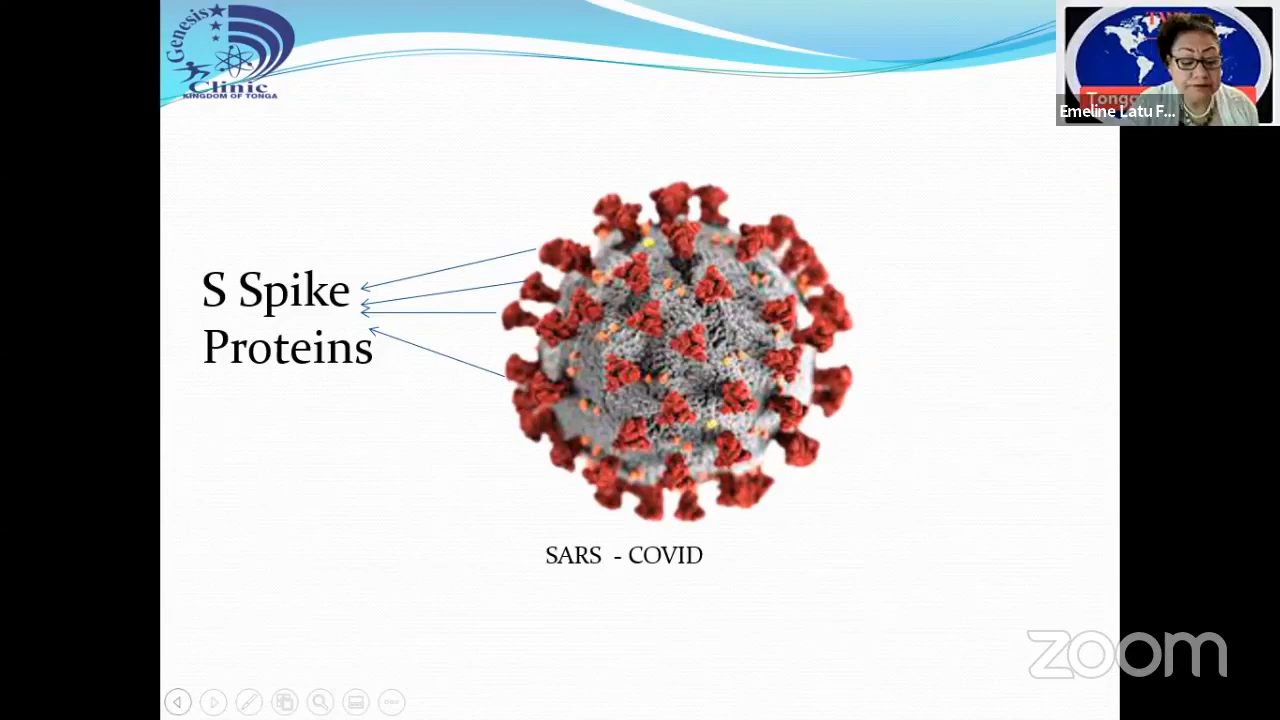 Genesis
Clinic
KINGDOM OF TONGA
Emeline Latu F...
S Spike
Proteins
SARS - COVID
zoom